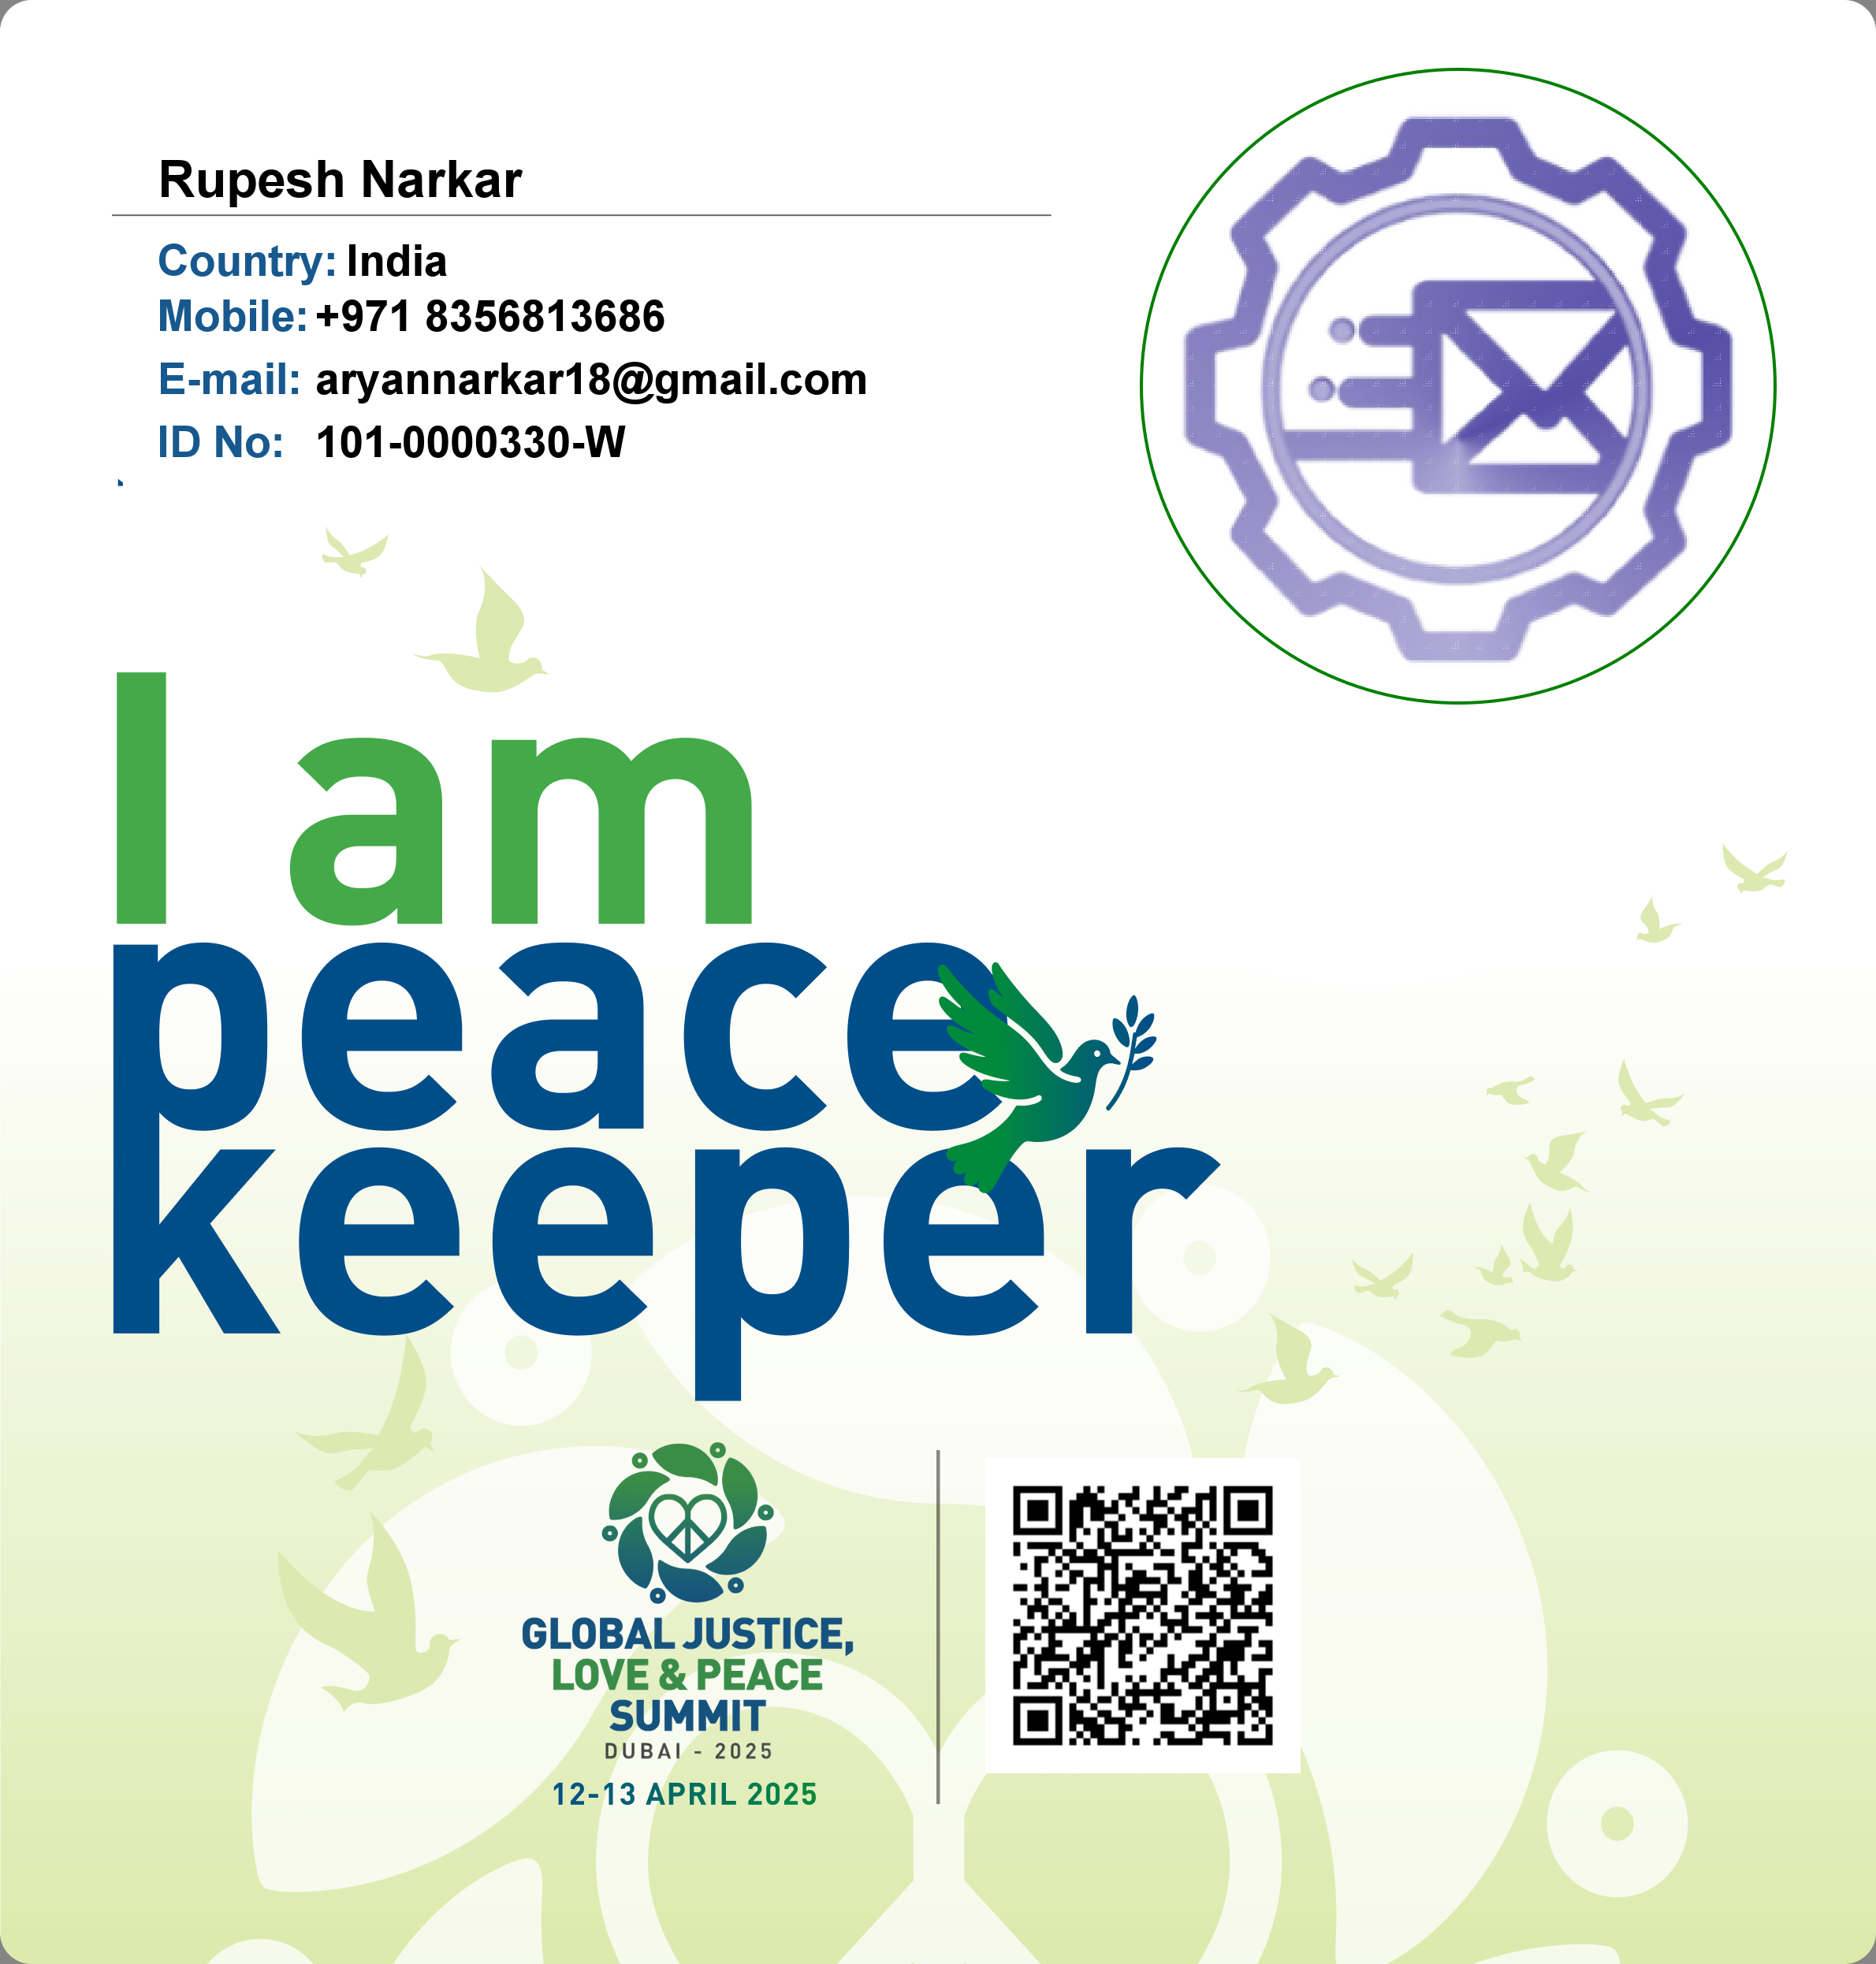 Rupesh Narkar
Country: India
Mobile: +971 8356813686
E-mail: aryannarkar18@gmail.com
ID No: 101-0000330-W
I am
peace
keeper
GLOBAL JUSTICE,
LOVE & PEACE
SUMMIT
DUBAI - 2025
12-13 APRIL 2025